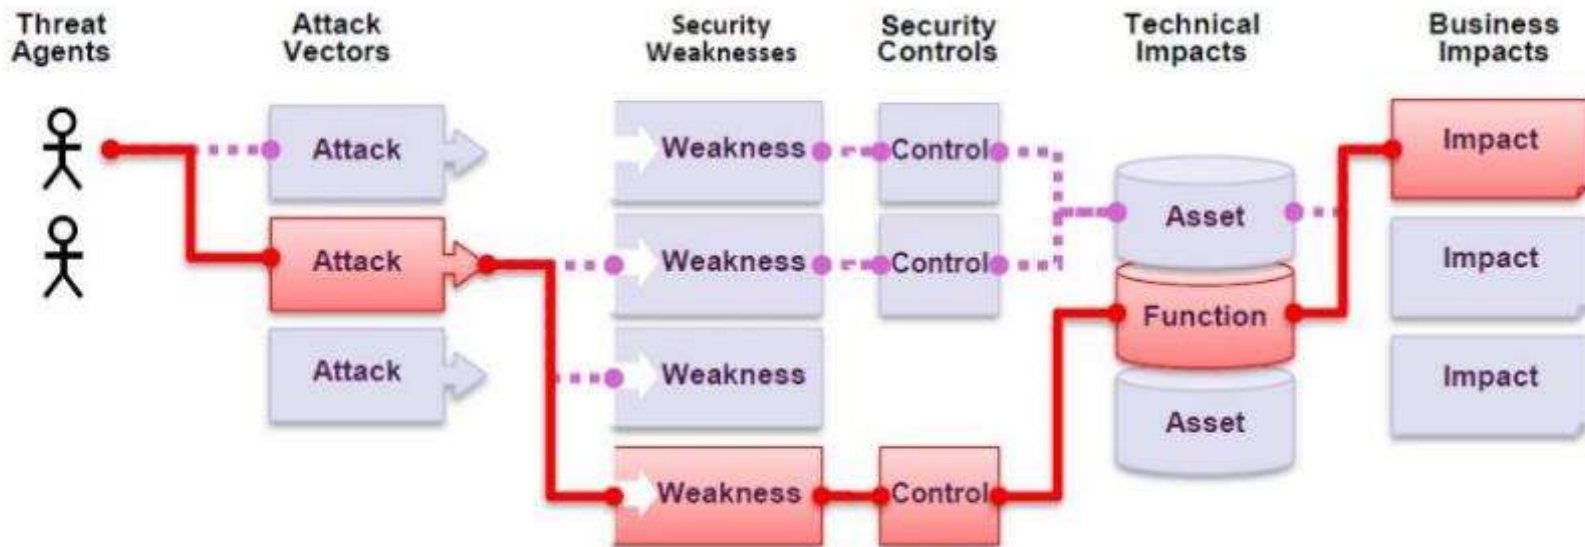 Threat
Agents
Attack
Vectors
Security
Weaknesses
Security
Controls
Technical
Impacts
Business
Impacts
Attack
Weakness
Control
Impact
Asset
Attack
Weakness
Control
Impact
Function
Attack
Weakness
Impact
Asset
Weakness
Control